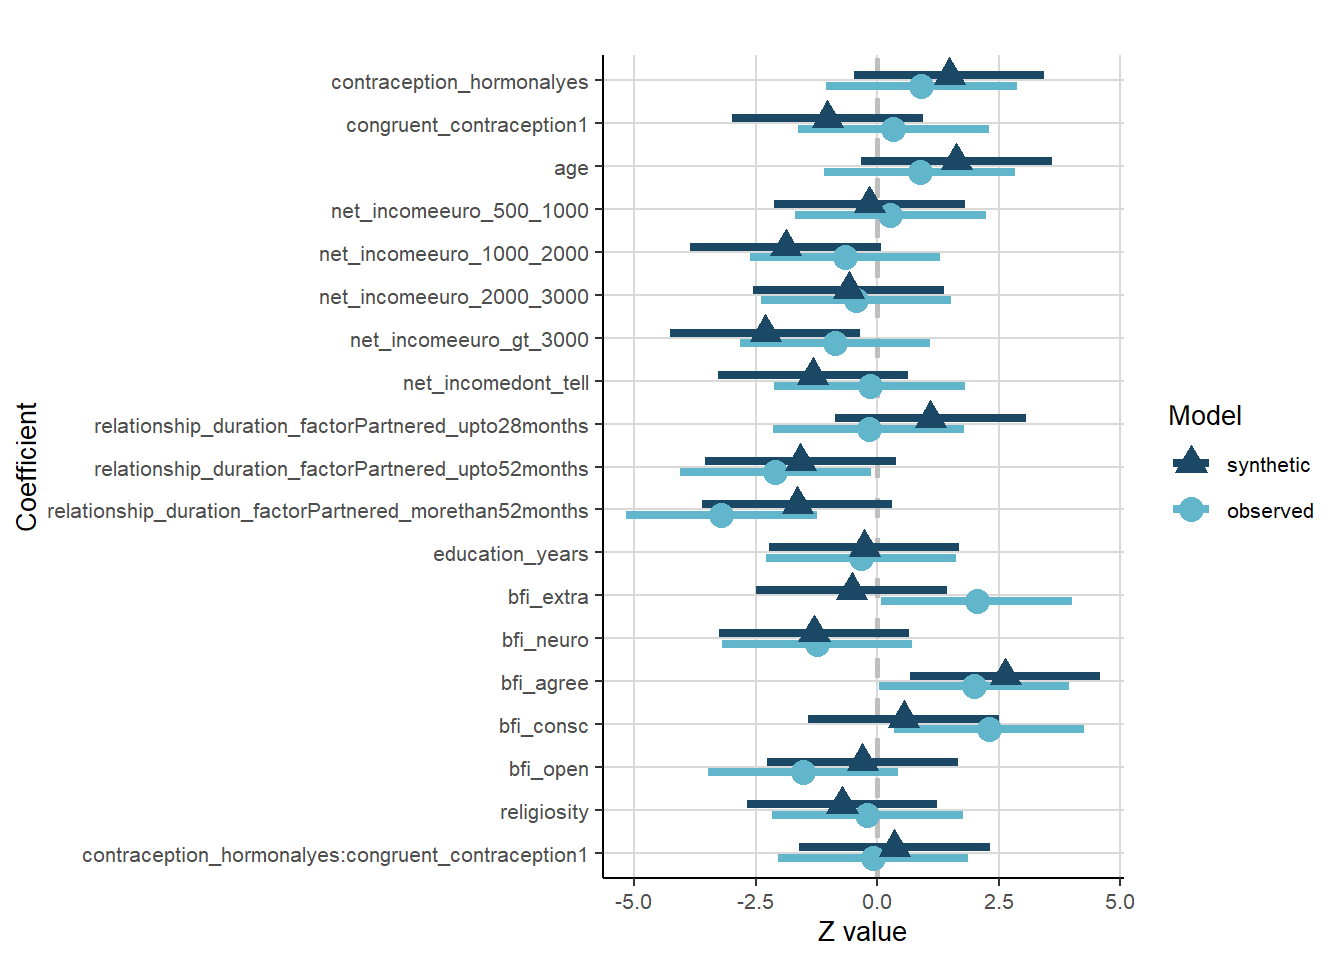 contraception_hormonalyes
congruent_contraception1
age
net_incomeeuro_500_1000
net_incomeeuro_1000_2000
net_incomeeuro_2000_3000
net_incomeeuro_gt_3000
net_incomedont_tell
relationship_duration_factorPartnered_upto28months
relationship_duration_factorPartnered_upto52months
relationship_duration_factorPartnered_morethan52months
education_years
bfi_extra
bfi_neuro
bfi_agree
bfi_consc
bfi_open
religiosity
contraception_hormonalyes:congruent_contraception1
Coefficient
-5.0 -2.5 0.0 2.5 5.0
Z value
Model
synthetic
observed